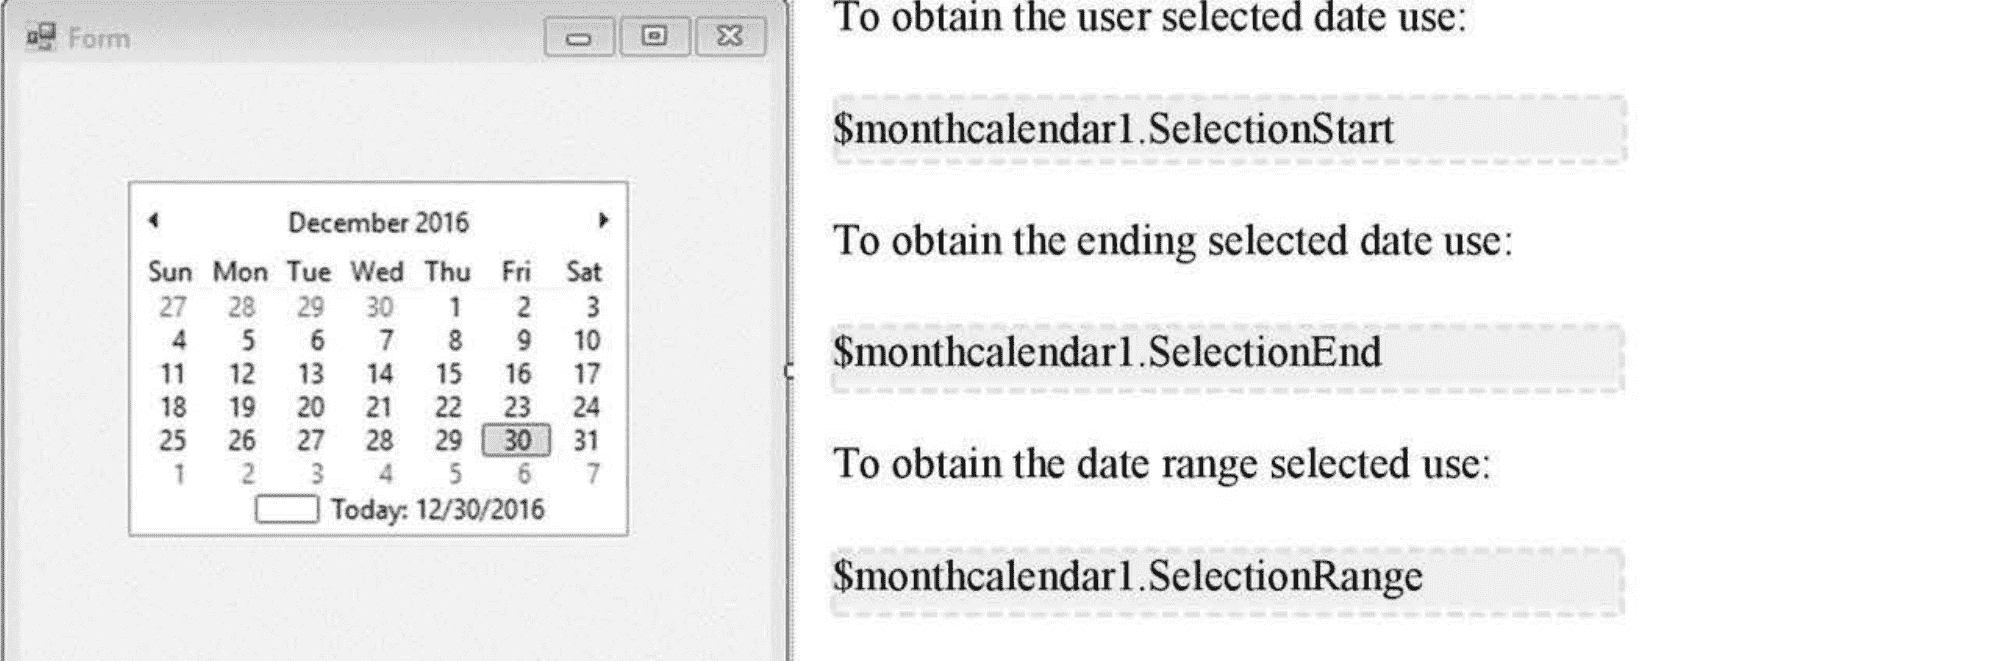 Form
December 2016
Sun Mon Tue Wed Thu Fri Sat
27 28 29 30 1 2 3
4 5 6 7 8 9 10
11 12 13 14 15 16 17
18 19 20 21 22 23 24
25 26 27 28 29 30 31
1 2 3 4 5 6 7
Today: 12/30/2016
To obtain the user selected date use:
$monthcalendar1.SelectionStart
To obtain the ending selected date use:
$monthcalendar1.SelectionEnd
To obtain the date range selected use:
$monthcalendar1.SelectionRange